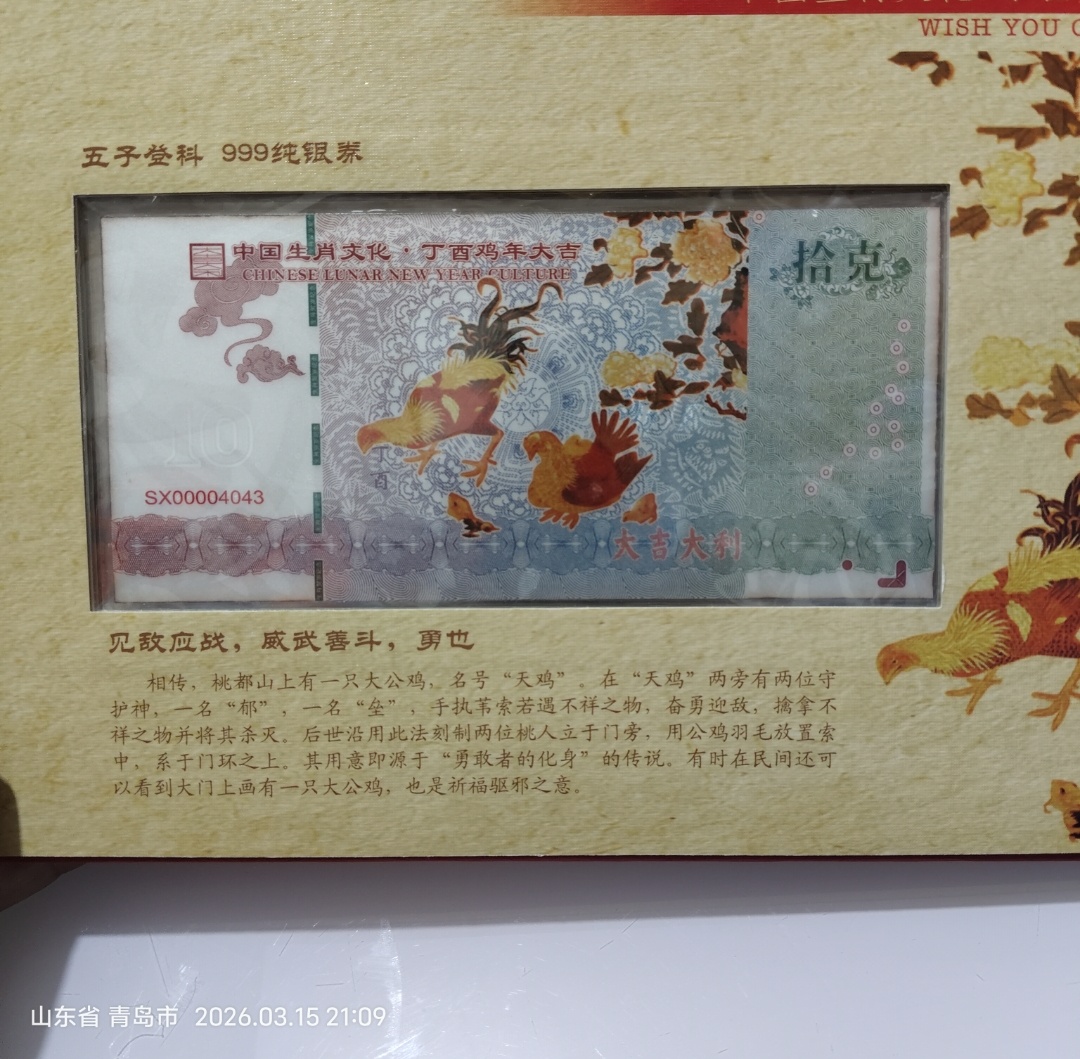 WISH YOU
五子登科 999纯银券
中国生肖文化·丁酉鸡年大吉
CHINESE LUNAR NEW YEAR CULTURE
拾克
10
丁酉
SX00004043
大吉大利
见敌应战，威武善斗，勇也
相传，桃都山上有一只大公鸡，名号“天鸡”。在“天鸡”两旁有两位守
护神，一名“郁”，一名“垒”，手执苇索若遇不祥之物，奋勇迎敌，擒拿不
祥之物并将其杀灭。后世沿用此法刻制两位桃人立于门旁，用公鸡羽毛放置索
中，系于门环之上。其用意即源于“勇敢者的化身”的传说。有时在民间还可
以看到大门上画有一只大公鸡，也是祈福驱邪之意。
山东省 青岛市 2026.03.15 21:09